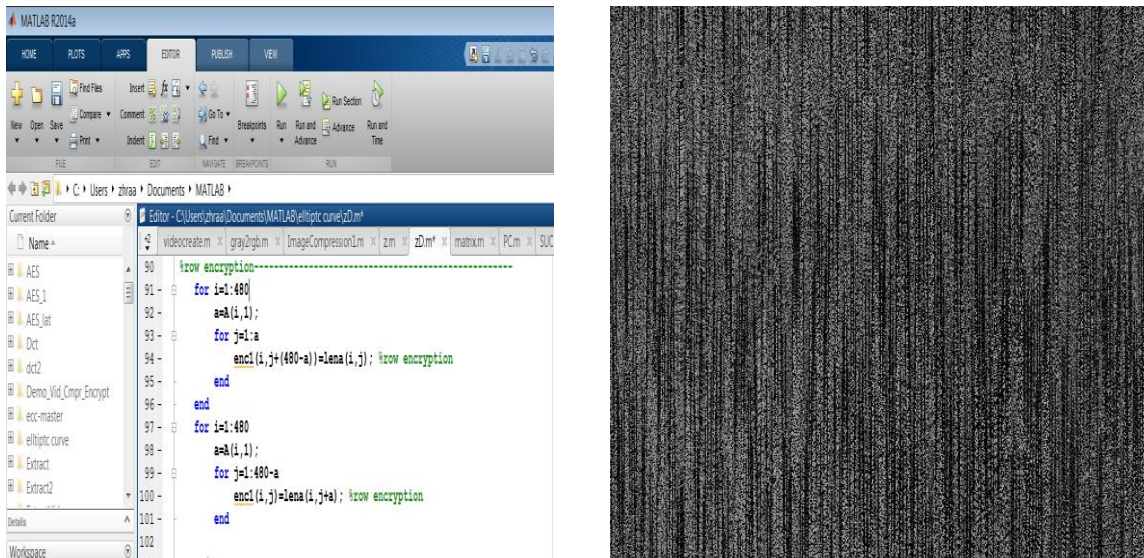 MATLAB R2014a
HOME PLOTS APPS EDITOR PUBLISH VIEW
New Open Save Find Files Compare Print
Insert fx Comment Indent
Go To Find
Breakpoints
Run Run and Advance Run Section Advance Run and Time
FILE EDIT NAVIGATE BREAKPOINTS RUN
C: Users zhraa Documents MATLAB
Current Folder
Name
AES
AES_1
AES_lat
Dct
dct2
Demo_Vid_Cmpr_Encrypt
ecc-master
elltiptc curve
Extract
Extract2
Details
Workspace
Editor - C:\Users\zhraa\Documents\MATLAB\elltiptc curve\zD.m*
videocreate.m × gray2rgb.m × ImageCompression1.m × z.m × zD.m* × matrix.m × PC.m × SUC
90 %row encryption----------------------------------------------------
91 - for i=1:480
92 - a=A(i,1);
93 - for j=1:a
94 - enc1(i,j+(480-a))=lena(i,j); %row encryption
95 - end
96 - end
97 - for i=1:480
98 - a=A(i,1);
99 - for j=1:480-a
100 - enc1(i,j)=lena(i,j+a); %row encryption
101 - end
102